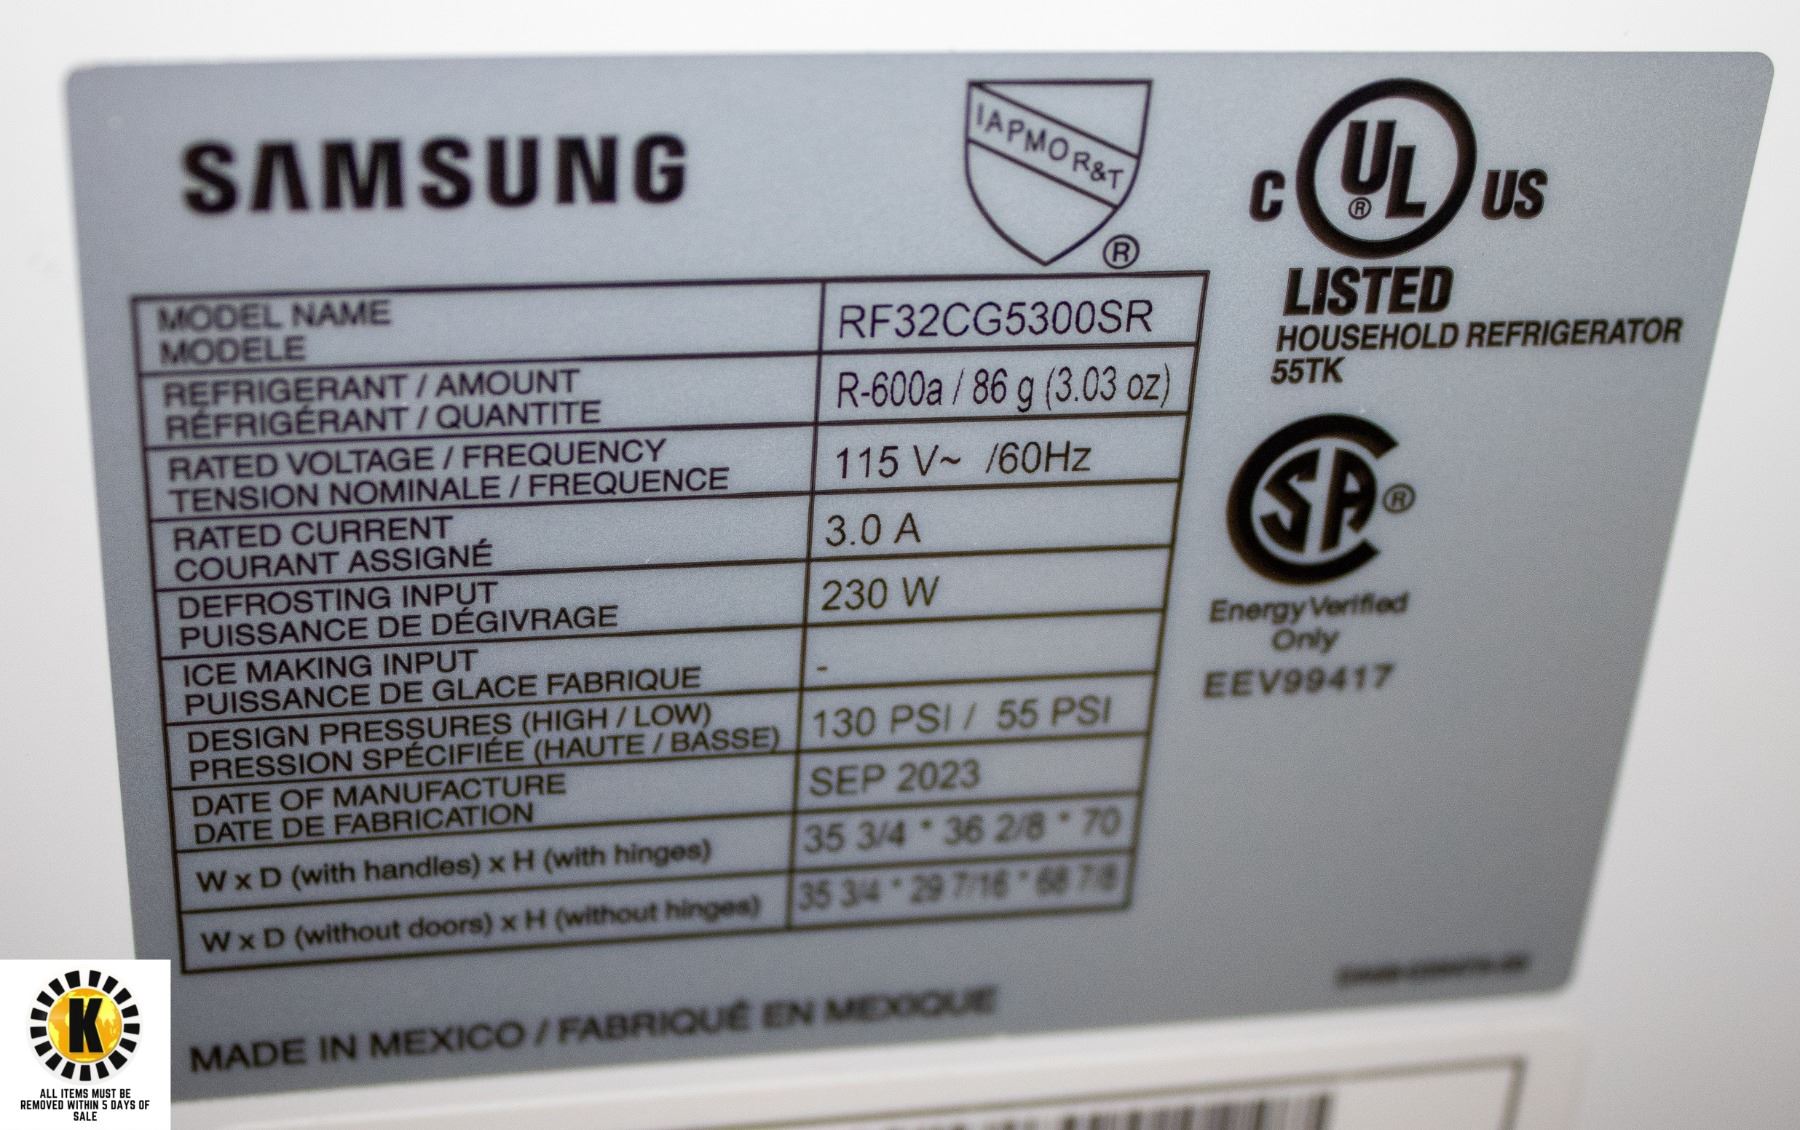 SAMSUNG
IAPMO R&T
®
C UL ® US
LISTED
HOUSEHOLD REFRIGERATOR
55TK
SA ®
Energy Verified
Only
EEV99417
MODEL NAME
MODELE
RF32CG5300SR
REFRIGERANT / AMOUNT
RÉFRIGÉRANT / QUANTITE
R-600a / 86 g (3.03 oz)
RATED VOLTAGE / FREQUENCY
TENSION NOMINALE / FREQUENCE
115 V~ /60Hz
RATED CURRENT
COURANT ASSIGNÉ
3.0 A
DEFROSTING INPUT
PUISSANCE DE DÉGIVRAGE
230 W
ICE MAKING INPUT
PUISSANCE DE GLACE FABRIQUE
-
DESIGN PRESSURES (HIGH / LOW)
PRESSION SPÉCIFIÉE (HAUTE / BASSE)
130 PSI / 55 PSI
DATE OF MANUFACTURE
DATE DE FABRICATION
SEP 2023
W x D (with handles) x H (with hinges)
35 3/4 * 36 2/8 * 70
W x D (without doors) x H (without hinges)
35 3/4 * 29 7/16 * 68 7/8
MADE IN MEXICO / FABRIQUÉ EN MEXIQUE
K
ALL ITEMS MUST BE
REMOVED WITHIN 5 DAYS OF
SALE